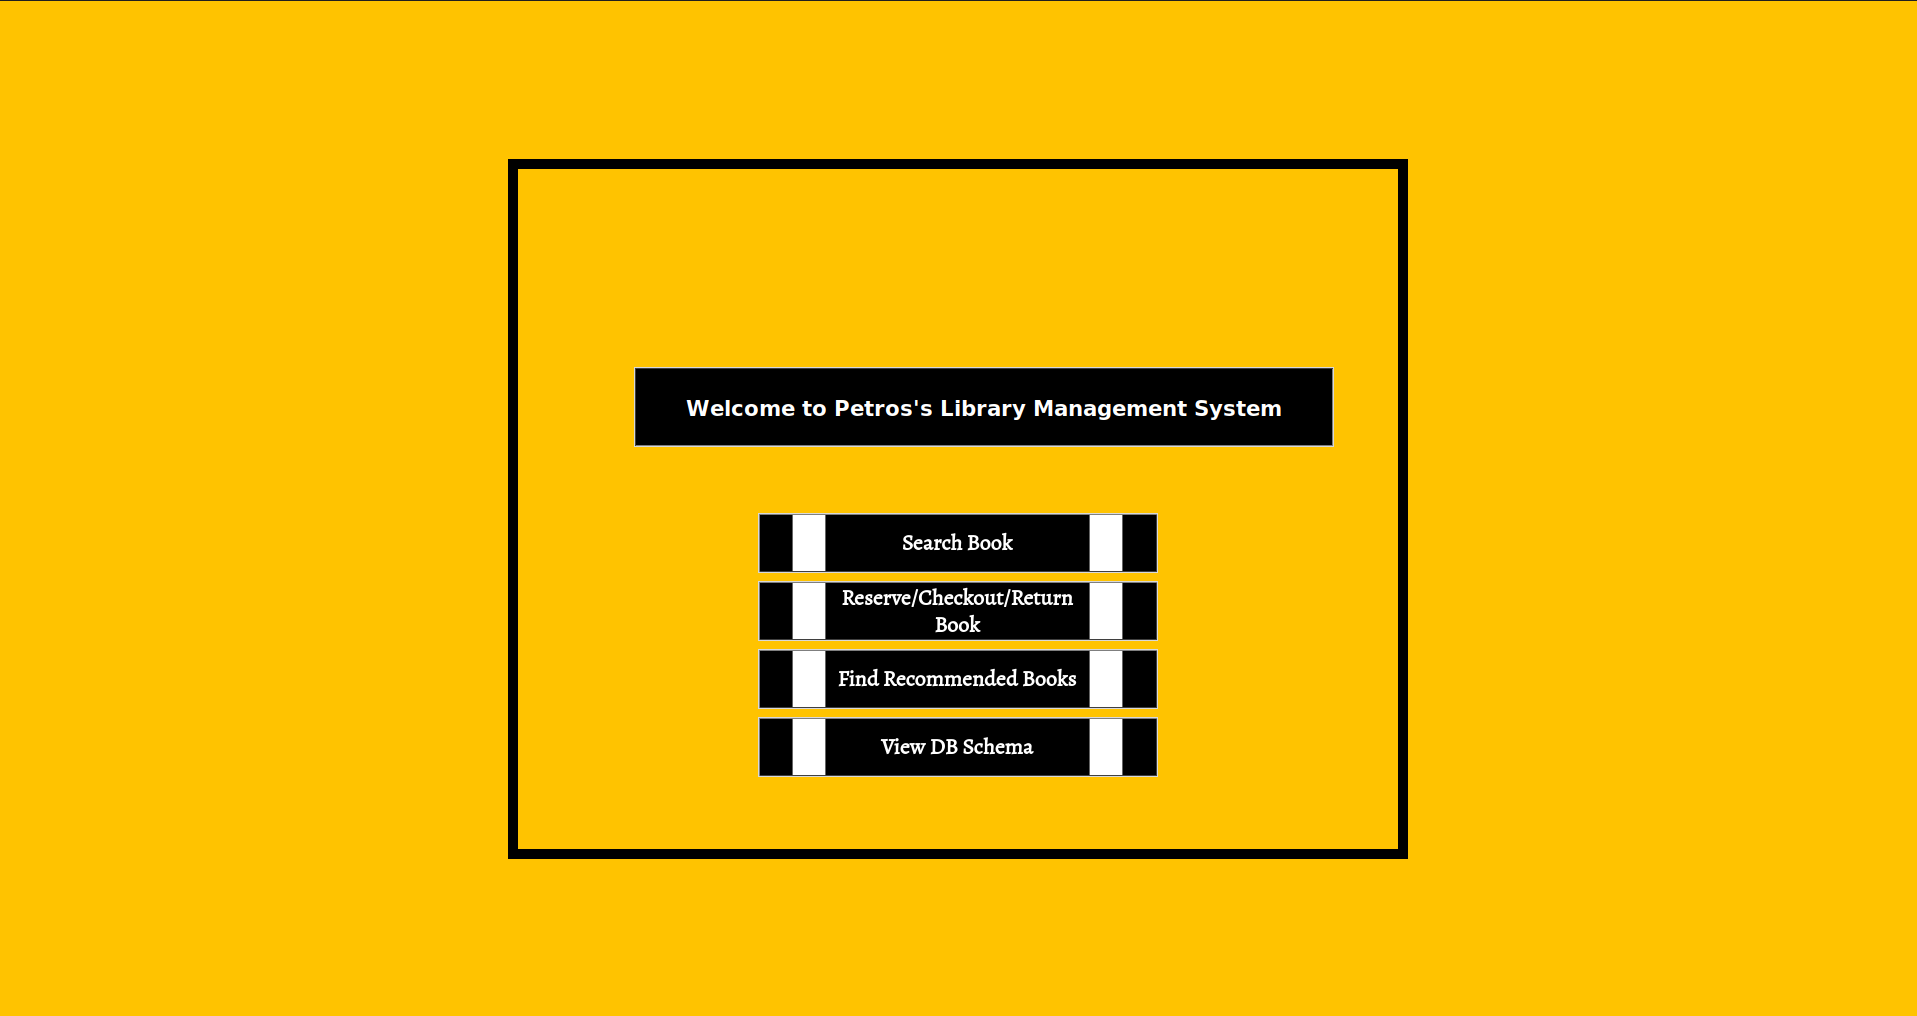 Welcome to Petros's Library Management System
Search Book
Reserve/Checkout/Return
Book
Find Recommended Books
View DB Schema